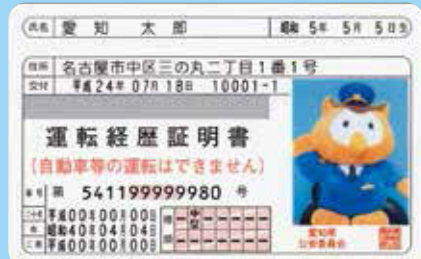 氏名 愛知 太郎 昭和 5年 5月 5日生
住所 名古屋市中区三の丸二丁目1番1号
交付 平成24年07月18日 10001-1
運転経歴証明書
(自動車等の運転はできません)
番号 第 541199999980 号
平成00年00月00日
他 昭和40年04月04日
二種 平成00年00月00日
中型
愛知県
公安委員会